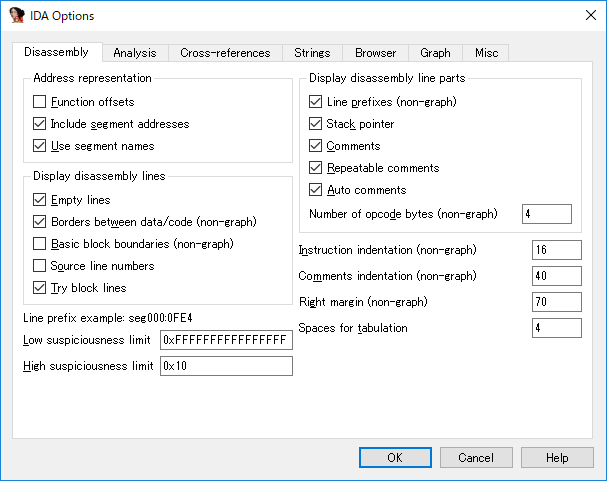 IDA Options
Disassembly Analysis Cross-references Strings Browser Graph Misc
Address representation
Function offsets
Include segment addresses
Use segment names
Display disassembly lines
Empty lines
Borders between data/code (non-graph)
Basic block boundaries (non-graph)
Source line numbers
Try block lines
Line prefix example: seg000:0FE4
Low suspiciousness limit 0xFFFFFFFFFFFFFFFF
High suspiciousness limit 0x10
Display disassembly line parts
Line prefixes (non-graph)
Stack pointer
Comments
Repeatable comments
Auto comments
Number of opcode bytes (non-graph) 4
Instruction indentation (non-graph) 16
Comments indentation (non-graph) 40
Right margin (non-graph) 70
Spaces for tabulation 4
OK Cancel Help